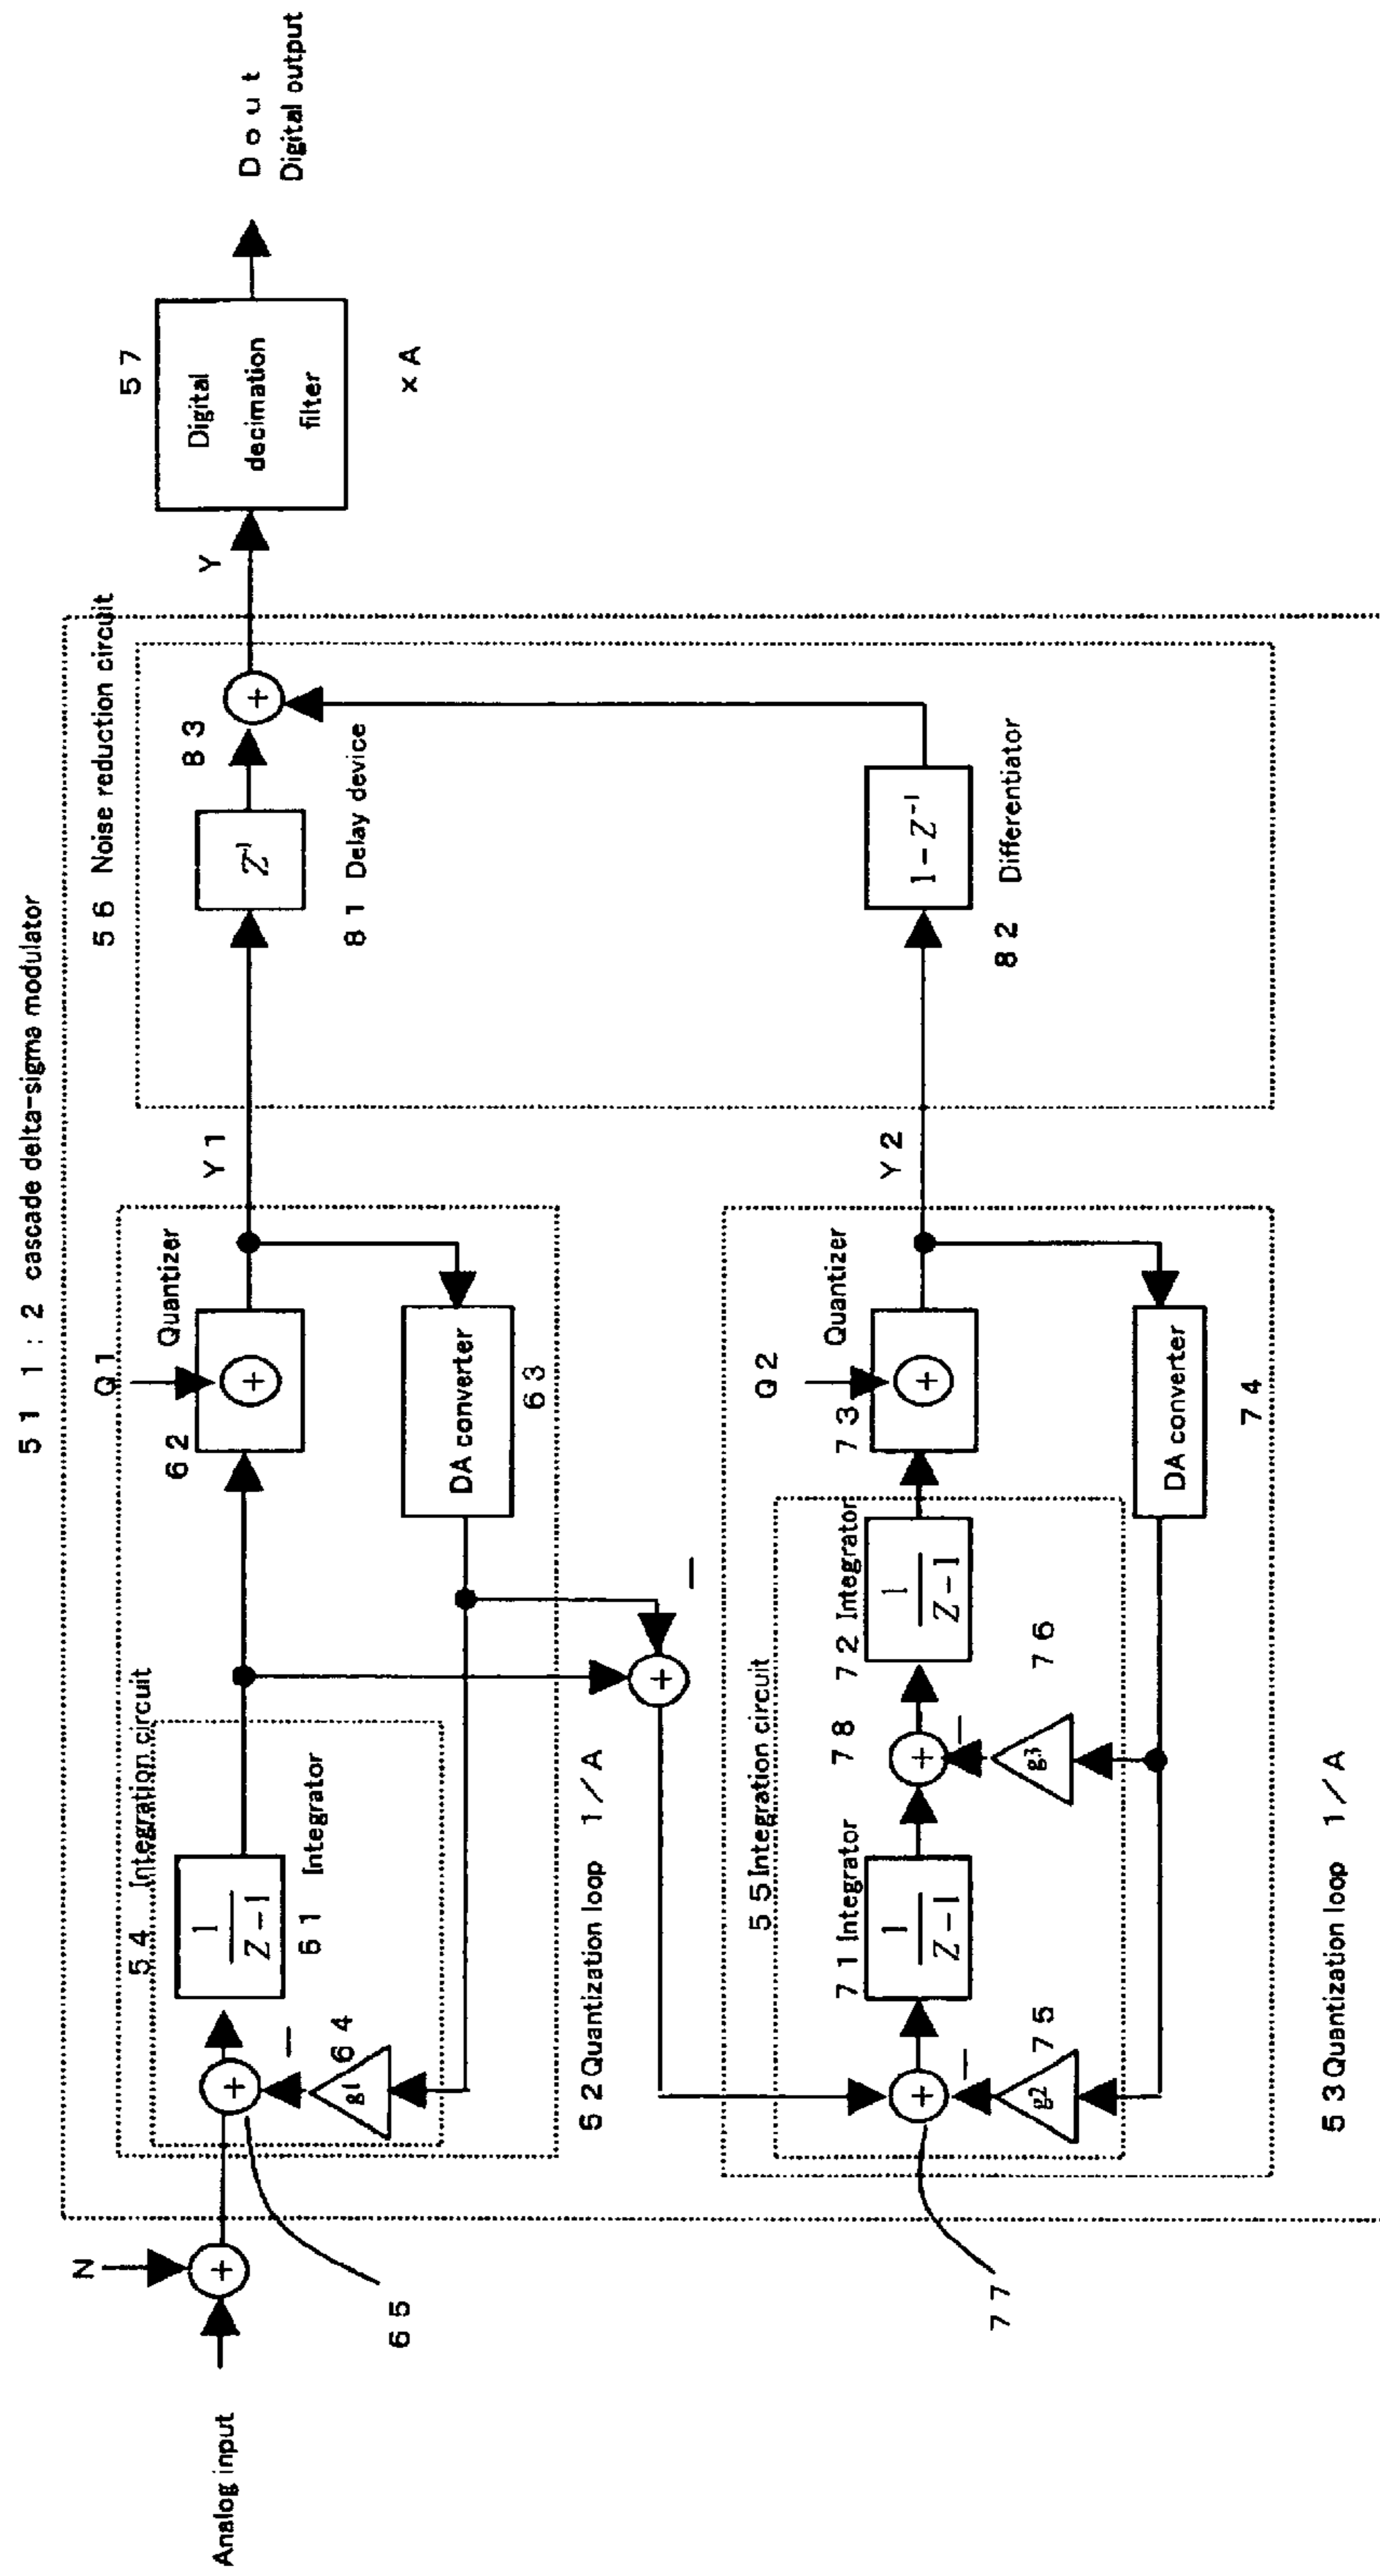 5 1 1 : 2 cascade delta-sigma modulator
5 6 Noise reduction circuit
5 7
Digital
decimation
filter
× A
D o u t
Digital output
Y
8 3
Z⁻¹
8 1 Delay device
1 − Z⁻¹
8 2 Differentiator
Y 1
Y 2
Q 1
Quantizer
+
6 2
DA converter
6 3
5 4 Integration circuit
1
Z − 1
6 1 Integrator
g1
6 4
−
+
6 5
N
+
Analog input
6 2 Quantization loop 1 / A
+
−
+
Q 2
Quantizer
+
7 3
DA converter
7 4
5 5 Integration circuit
7 1 Integrator
1
Z − 1
7 8
+
−
g3
7 6
7 2 Integrator
1
Z − 1
+
−
g2
7 5
7 7
5 3 Quantization loop 1 / A